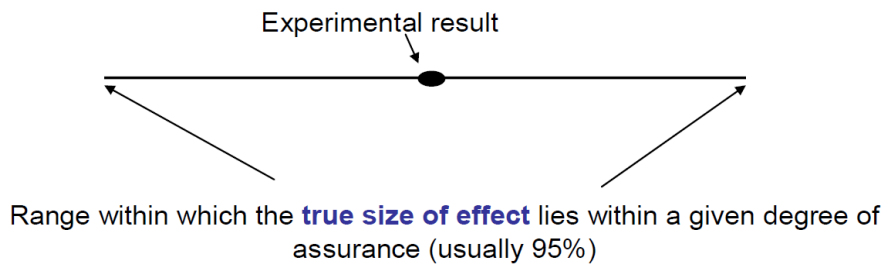 Experimental result
Range within which the true size of effect lies within a given degree of
assurance (usually 95%)